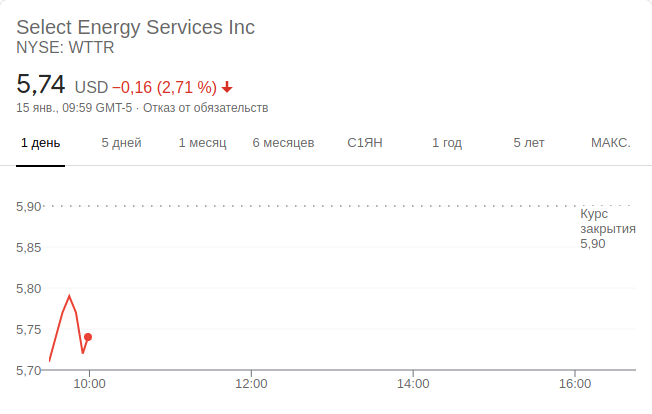 Select Energy Services Inc
NYSE: WTTR
5,74 USD −0,16 (2,71 %)
15 янв., 09:59 GMT-5 · Отказ от обязательств
1 день 5 дней 1 месяц 6 месяцев С1ЯН 1 год 5 лет МАКС.
5,90
Курс
закрытия
5,90
5,85
5,80
5,75
5,70
10:00 12:00 14:00 16:00